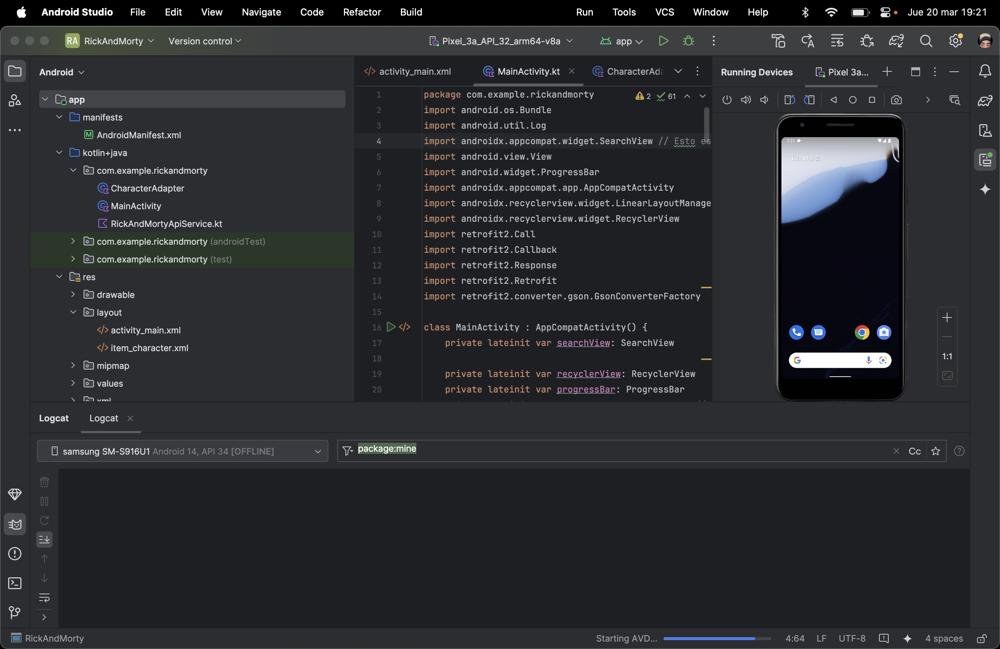 Android Studio File Edit View Navigate Code Refactor Build Run Tools VCS Window Help Jue 20 mar 19:21
RA RickAndMorty Version control Pixel_3a_API_32_arm64-v8a app
Android
app
manifests
AndroidManifest.xml
kotlin+java
com.example.rickandmorty
CharacterAdapter
MainActivity
RickAndMortyApiService.kt
com.example.rickandmorty (androidTest)
com.example.rickandmorty (test)
res
drawable
layout
activity_main.xml
item_character.xml
mipmap
values
xml
activity_main.xml MainActivity.kt CharacterAda
2 61
1 package com.example.rickandmorty
2 import android.os.Bundle
3 import android.util.Log
4 import androidx.appcompat.widget.SearchView // Esto es
5 import android.view.View
6 import android.widget.ProgressBar
7 import androidx.appcompat.app.AppCompatActivity
8 import androidx.recyclerview.widget.LinearLayoutManage
9 import androidx.recyclerview.widget.RecyclerView
10 import retrofit2.Call
11 import retrofit2.Callback
12 import retrofit2.Response
13 import retrofit2.Retrofit
14 import retrofit2.converter.gson.GsonConverterFactory
15
16 class MainActivity : AppCompatActivity() {
17 private lateinit var searchView: SearchView
18
19 private lateinit var recyclerView: RecyclerView
20 private lateinit var progressBar: ProgressBar
Running Devices Pixel 3a...
7:21
Thu, Mar 20
1:1
Logcat Logcat
samsung SM-S916U1 Android 14, API 34 [OFFLINE] package:mine Cc
RickAndMorty Starting AVD... 4:64 LF UTF-8 4 spaces